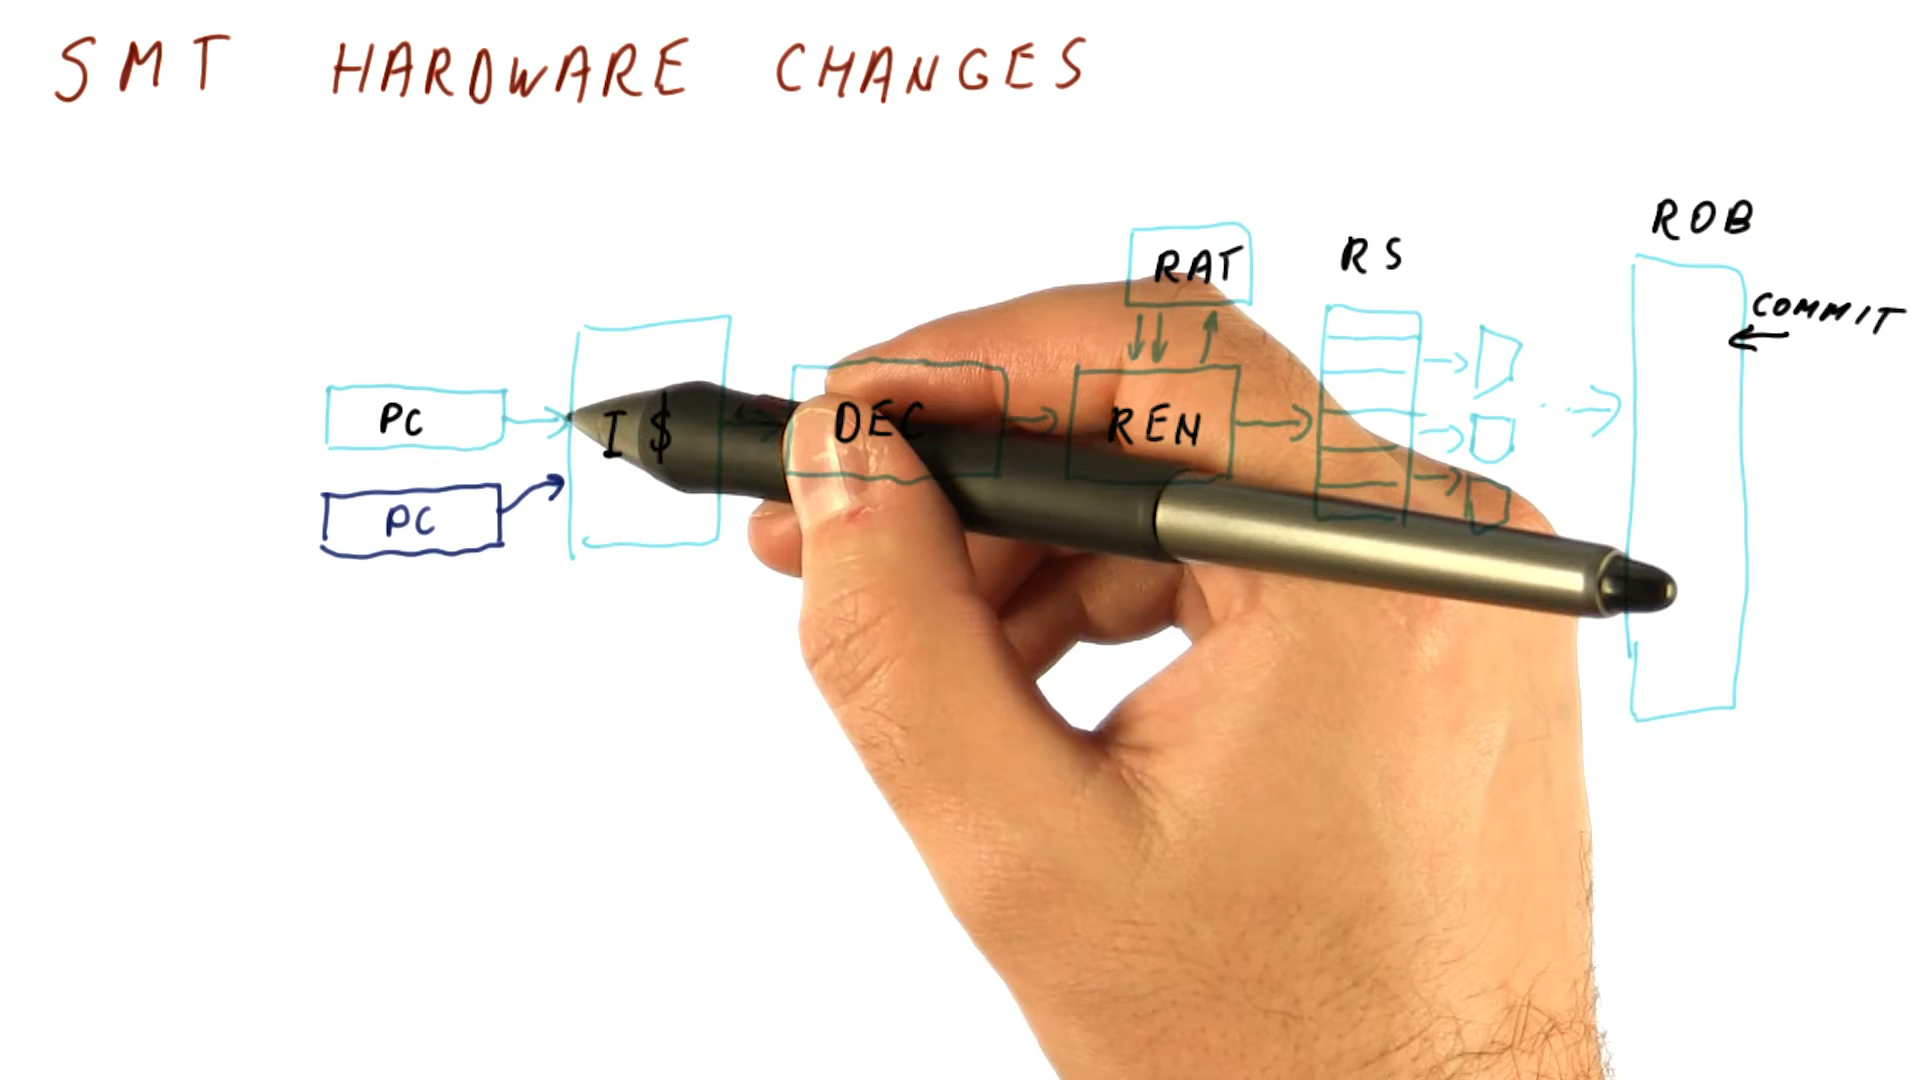 SMT HARDWARE CHANGES
ROB
RAT
RS
COMMIT
PC
I $
DEC
REN
PC